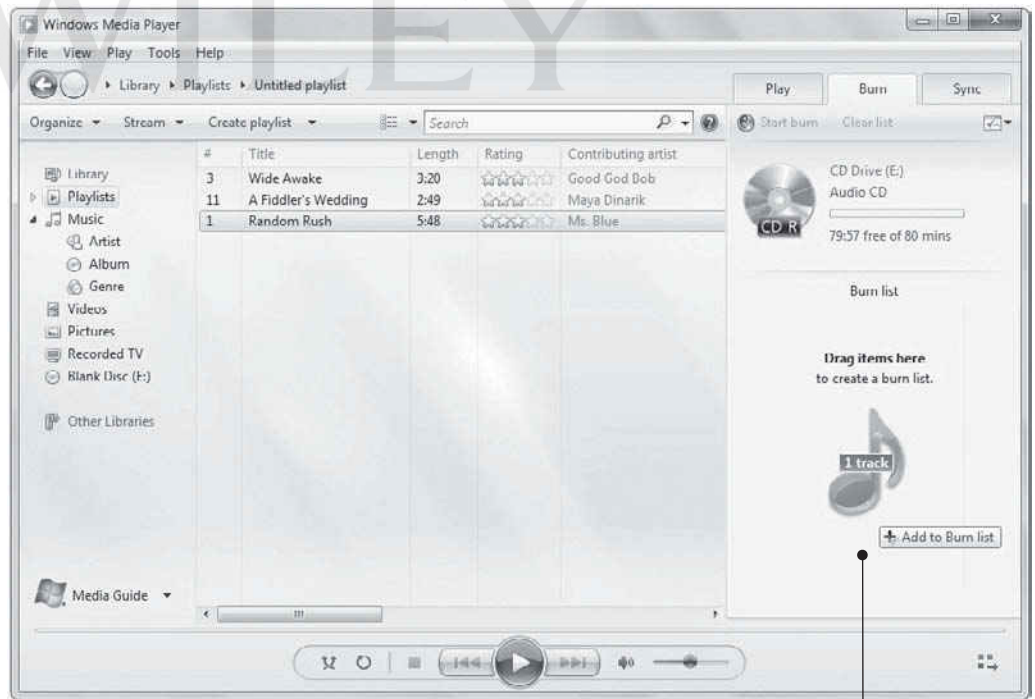 WILEY
Windows Media Player
File View Play Tools Help
Library Playlists Untitled playlist
Play Burn Sync
Organize Stream Create playlist Search Start burn Clear list
# Title Length Rating Contributing artist
3 Wide Awake 3:20 Good God Bob
11 A Fiddler's Wedding 2:49 Maya Dinarik
1 Random Rush 5:48 Ms. Blue
Library
Playlists
Music
Artist
Album
Genre
Videos
Pictures
Recorded TV
Blank Disc (E:)
Other Libraries
Media Guide
CD Drive (E:)
Audio CD
CD R
79:57 free of 80 mins
Burn list
Drag items here
to create a burn list.
1 track
Add to Burn list